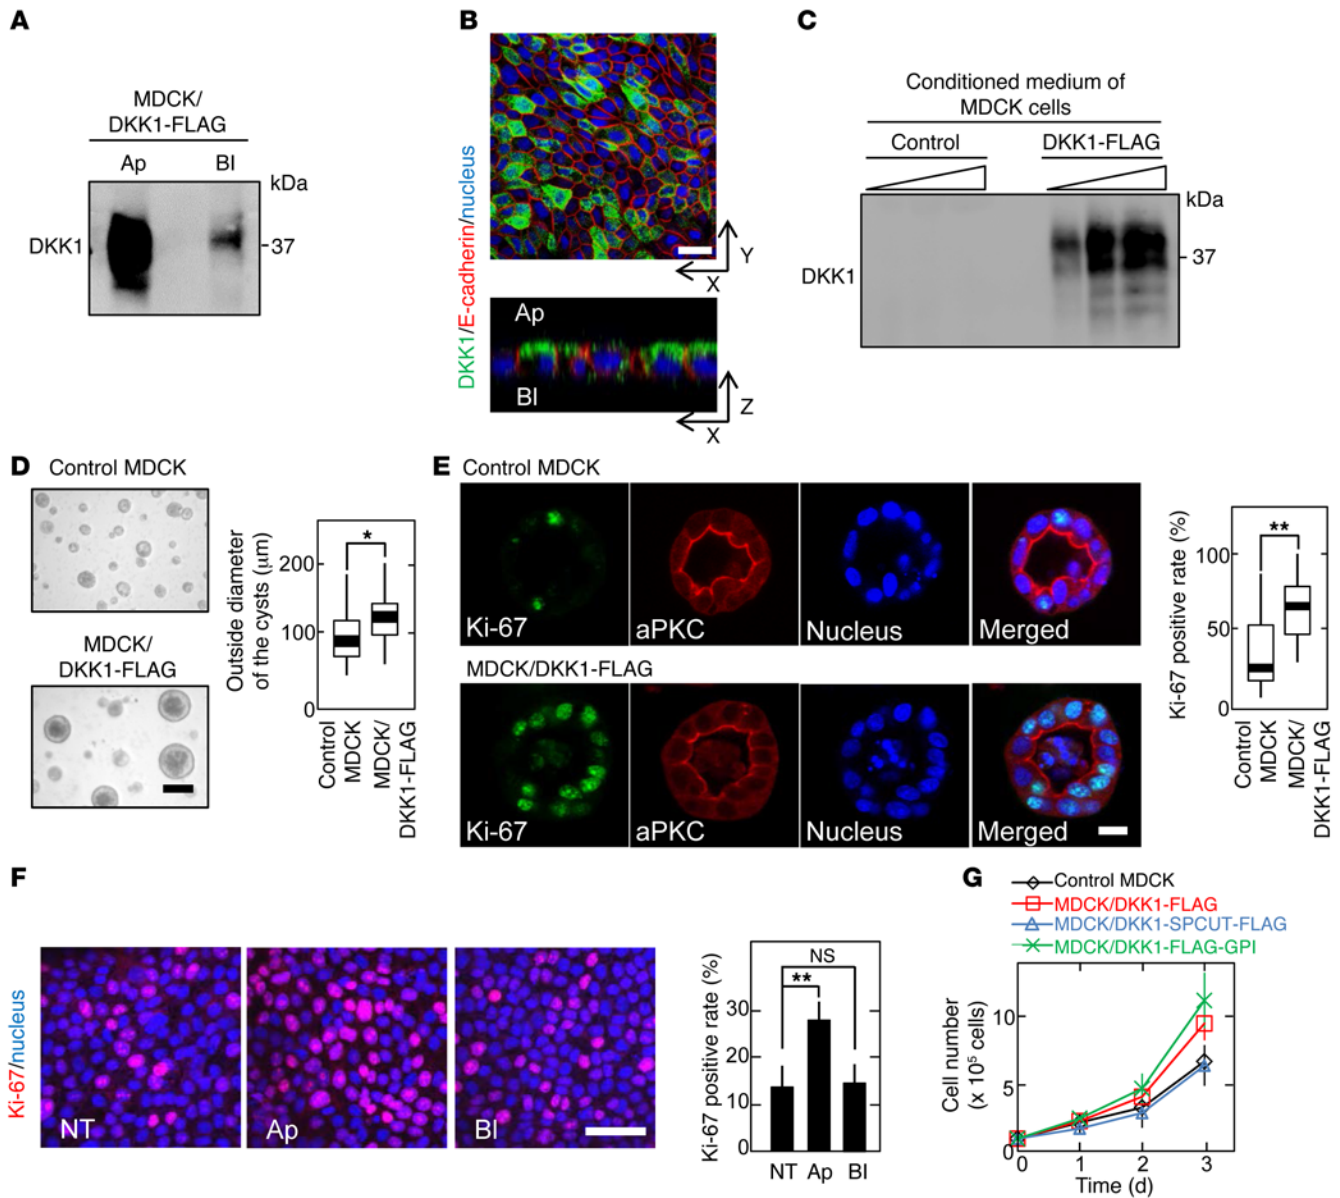 A
MDCK/
DKK1-FLAG
Ap
Bl
kDa
DKK1
37
B
DKK1/E-cadherin/nucleus
Y
X
Ap
Bl
Z
X
C
Conditioned medium of
MDCK cells
Control
DKK1-FLAG
kDa
DKK1
37
D
Control MDCK
MDCK/
DKK1-FLAG
Outside diameter
of the cysts (µm)
200
100
0
*
Control
MDCK
MDCK/
DKK1-FLAG
E
Control MDCK
Ki-67
aPKC
Nucleus
Merged
MDCK/DKK1-FLAG
Ki-67
aPKC
Nucleus
Merged
Ki-67 positive rate (%)
100
50
0
**
Control
MDCK
MDCK/
DKK1-FLAG
F
Ki-67/nucleus
NT
Ap
Bl
Ki-67 positive rate (%)
30
20
10
0
NS
**
NT
Ap
Bl
G
Control MDCK
MDCK/DKK1-FLAG
MDCK/DKK1-SPCUT-FLAG
MDCK/DKK1-FLAG-GPI
Cell number
(x 10⁵ cells)
10
5
0
0 1 2 3
Time (d)